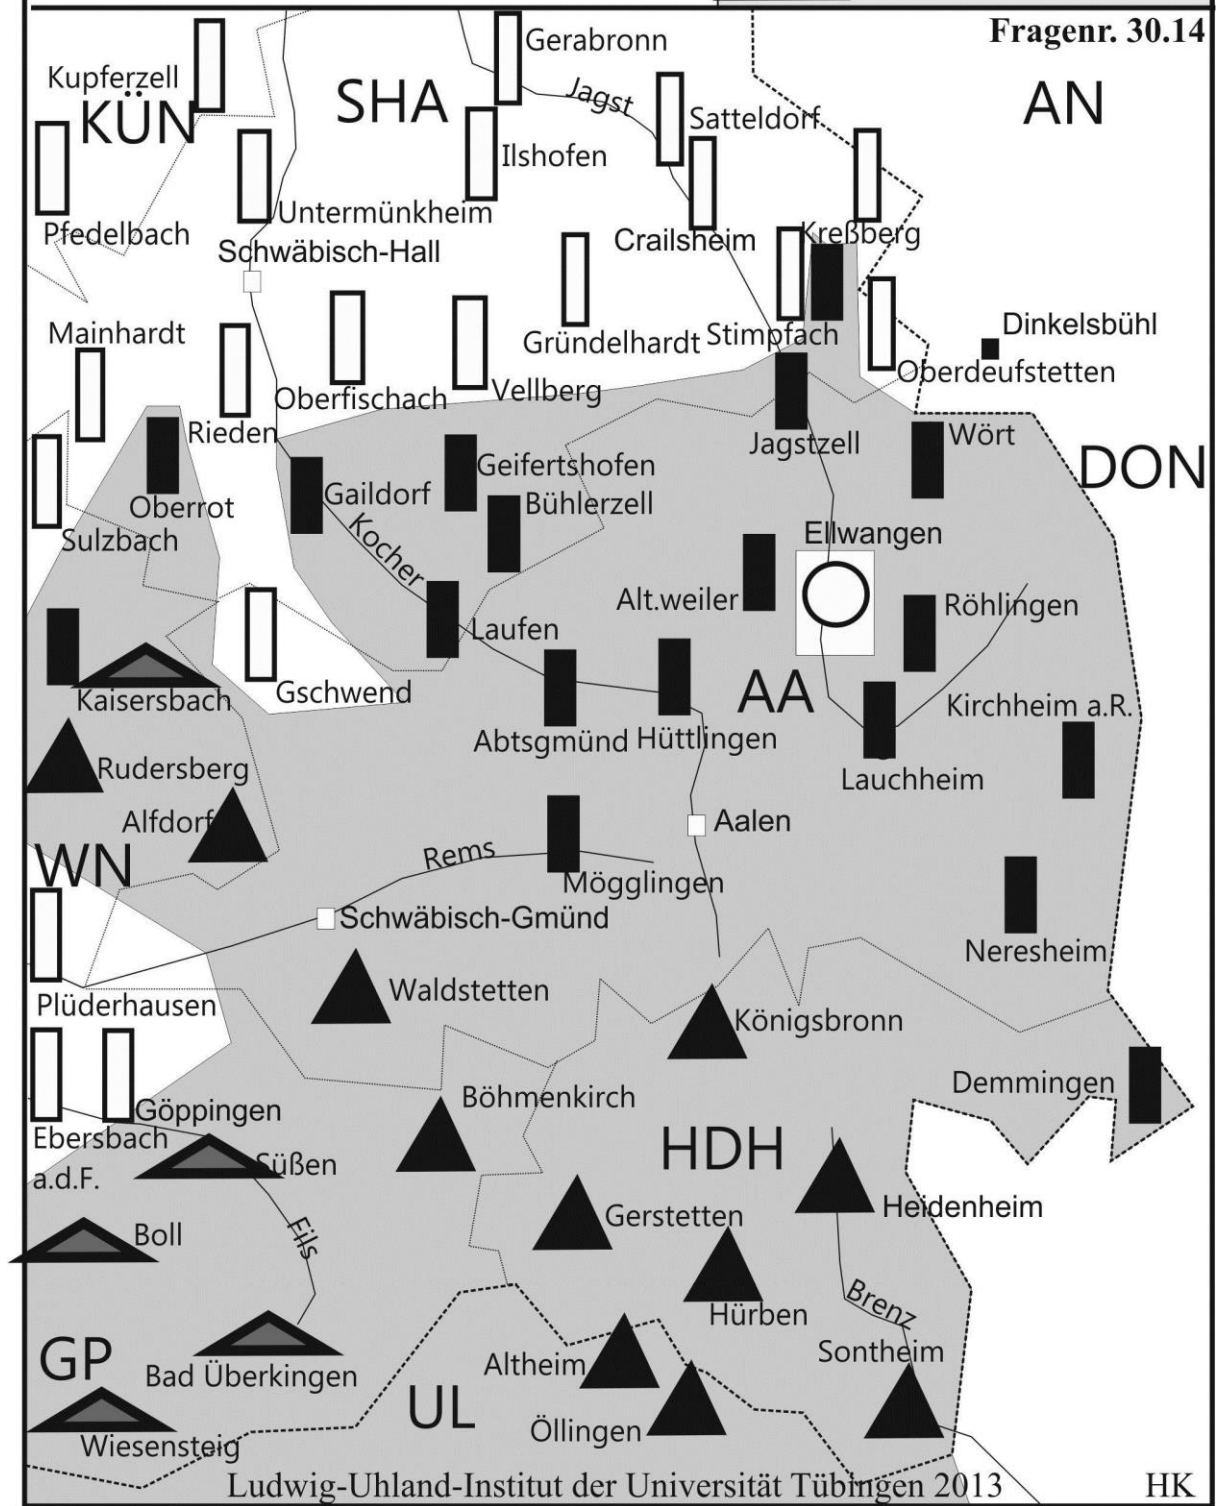 Fragenr. 30.14
Gerabronn
Kupferzell
SHA
Jagst
AN
KÜN
Satteldorf
Ilshofen
Untermünkheim
Pfedelbach
Crailsheim
Kreßberg
Schwäbisch-Hall
Mainhardt
Gründelhardt
Stimpfach
Dinkelsbühl
Oberdeufstetten
Oberfischach
Vellberg
Rieden
Jagstzell
Wört
DON
Geifertshofen
Gaildorf
Bühlerzell
Oberrot
Sulzbach
Kocher
Ellwangen
Alt.weiler
Röhlingen
Laufen
Kaisersbach
Gschwend
AA
Kirchheim a.R.
Abtsgmünd
Hüttlingen
Rudersberg
Lauchheim
Alfdorf
Aalen
WN
Rems
Mögglingen
Schwäbisch-Gmünd
Neresheim
Plüderhausen
Waldstetten
Königsbronn
Demmingen
Böhmenkirch
Göppingen
Ebersbach
a.d.F.
HDH
Süßen
Heidenheim
Gerstetten
Boll
Fils
Brenz
Hürben
GP
Sontheim
Altheim
Bad Überkingen
UL
Öllingen
Wiesensteig
Ludwig-Uhland-Institut der Universität Tübingen 2013
HK